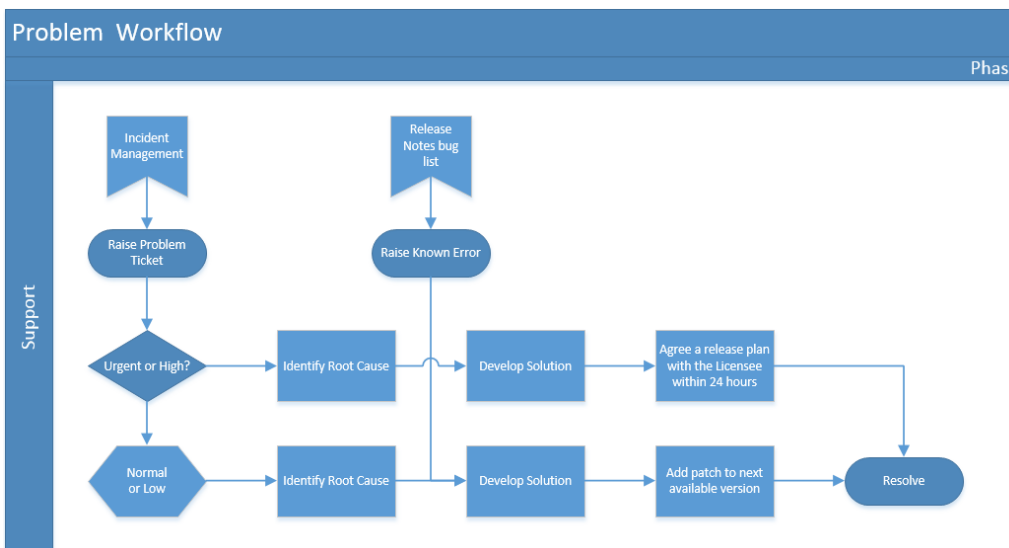 Problem  Workflow
Phas
Support
Incident
Management
Release
Notes bug
list
Raise Problem
Ticket
Raise Known Error
Urgent or High?
Identify Root Cause
Develop Solution
Agree a release plan
with the Licensee
within 24 hours
Normal
or Low
Identify Root Cause
Develop Solution
Add patch to next
available version
Resolve